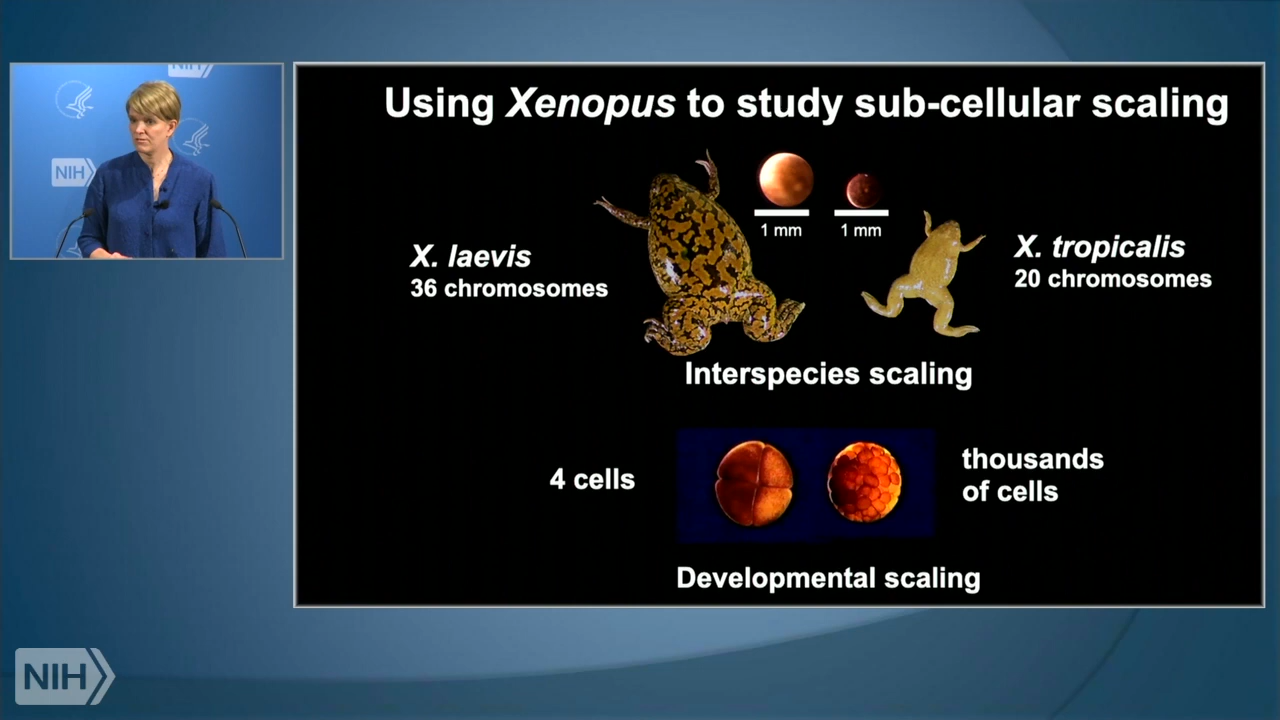 NIH
NIH
Using Xenopus to study sub-cellular scaling
1 mm
1 mm
X. laevis
36 chromosomes
X. tropicalis
20 chromosomes
Interspecies scaling
4 cells
thousands
of cells
Developmental scaling
NIH